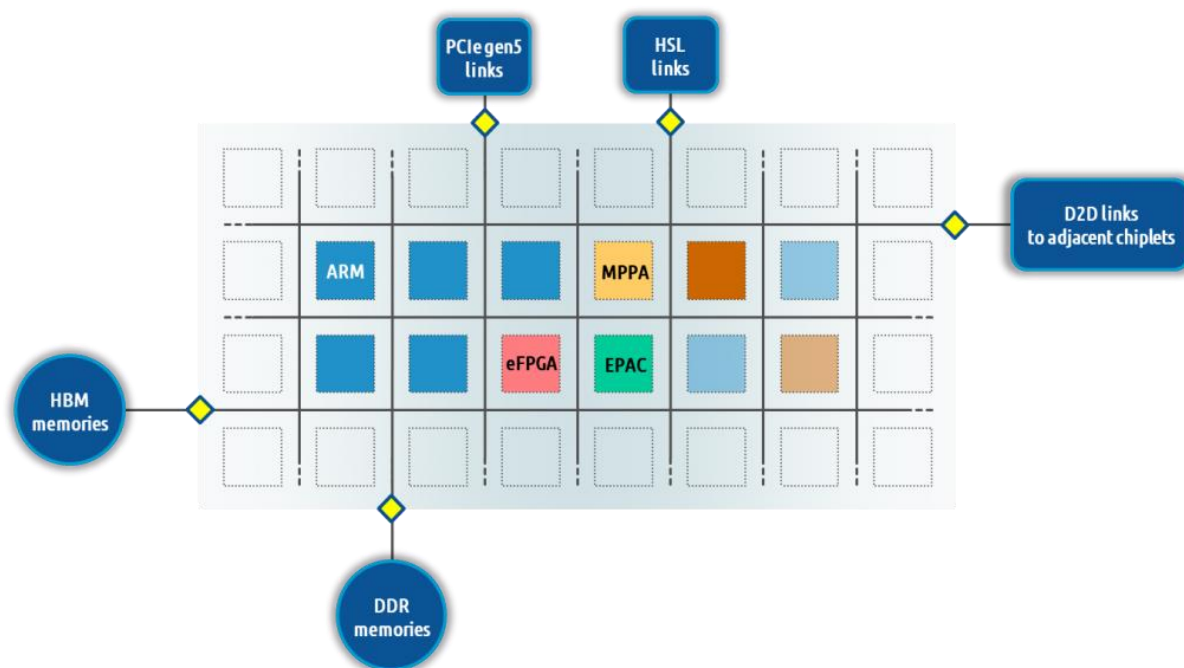 PCIe gen5
links
HSL
links
D2D links
to adjacent chiplets
ARM
MPPA
eFPGA
EPAC
HBM
memories
DDR
memories